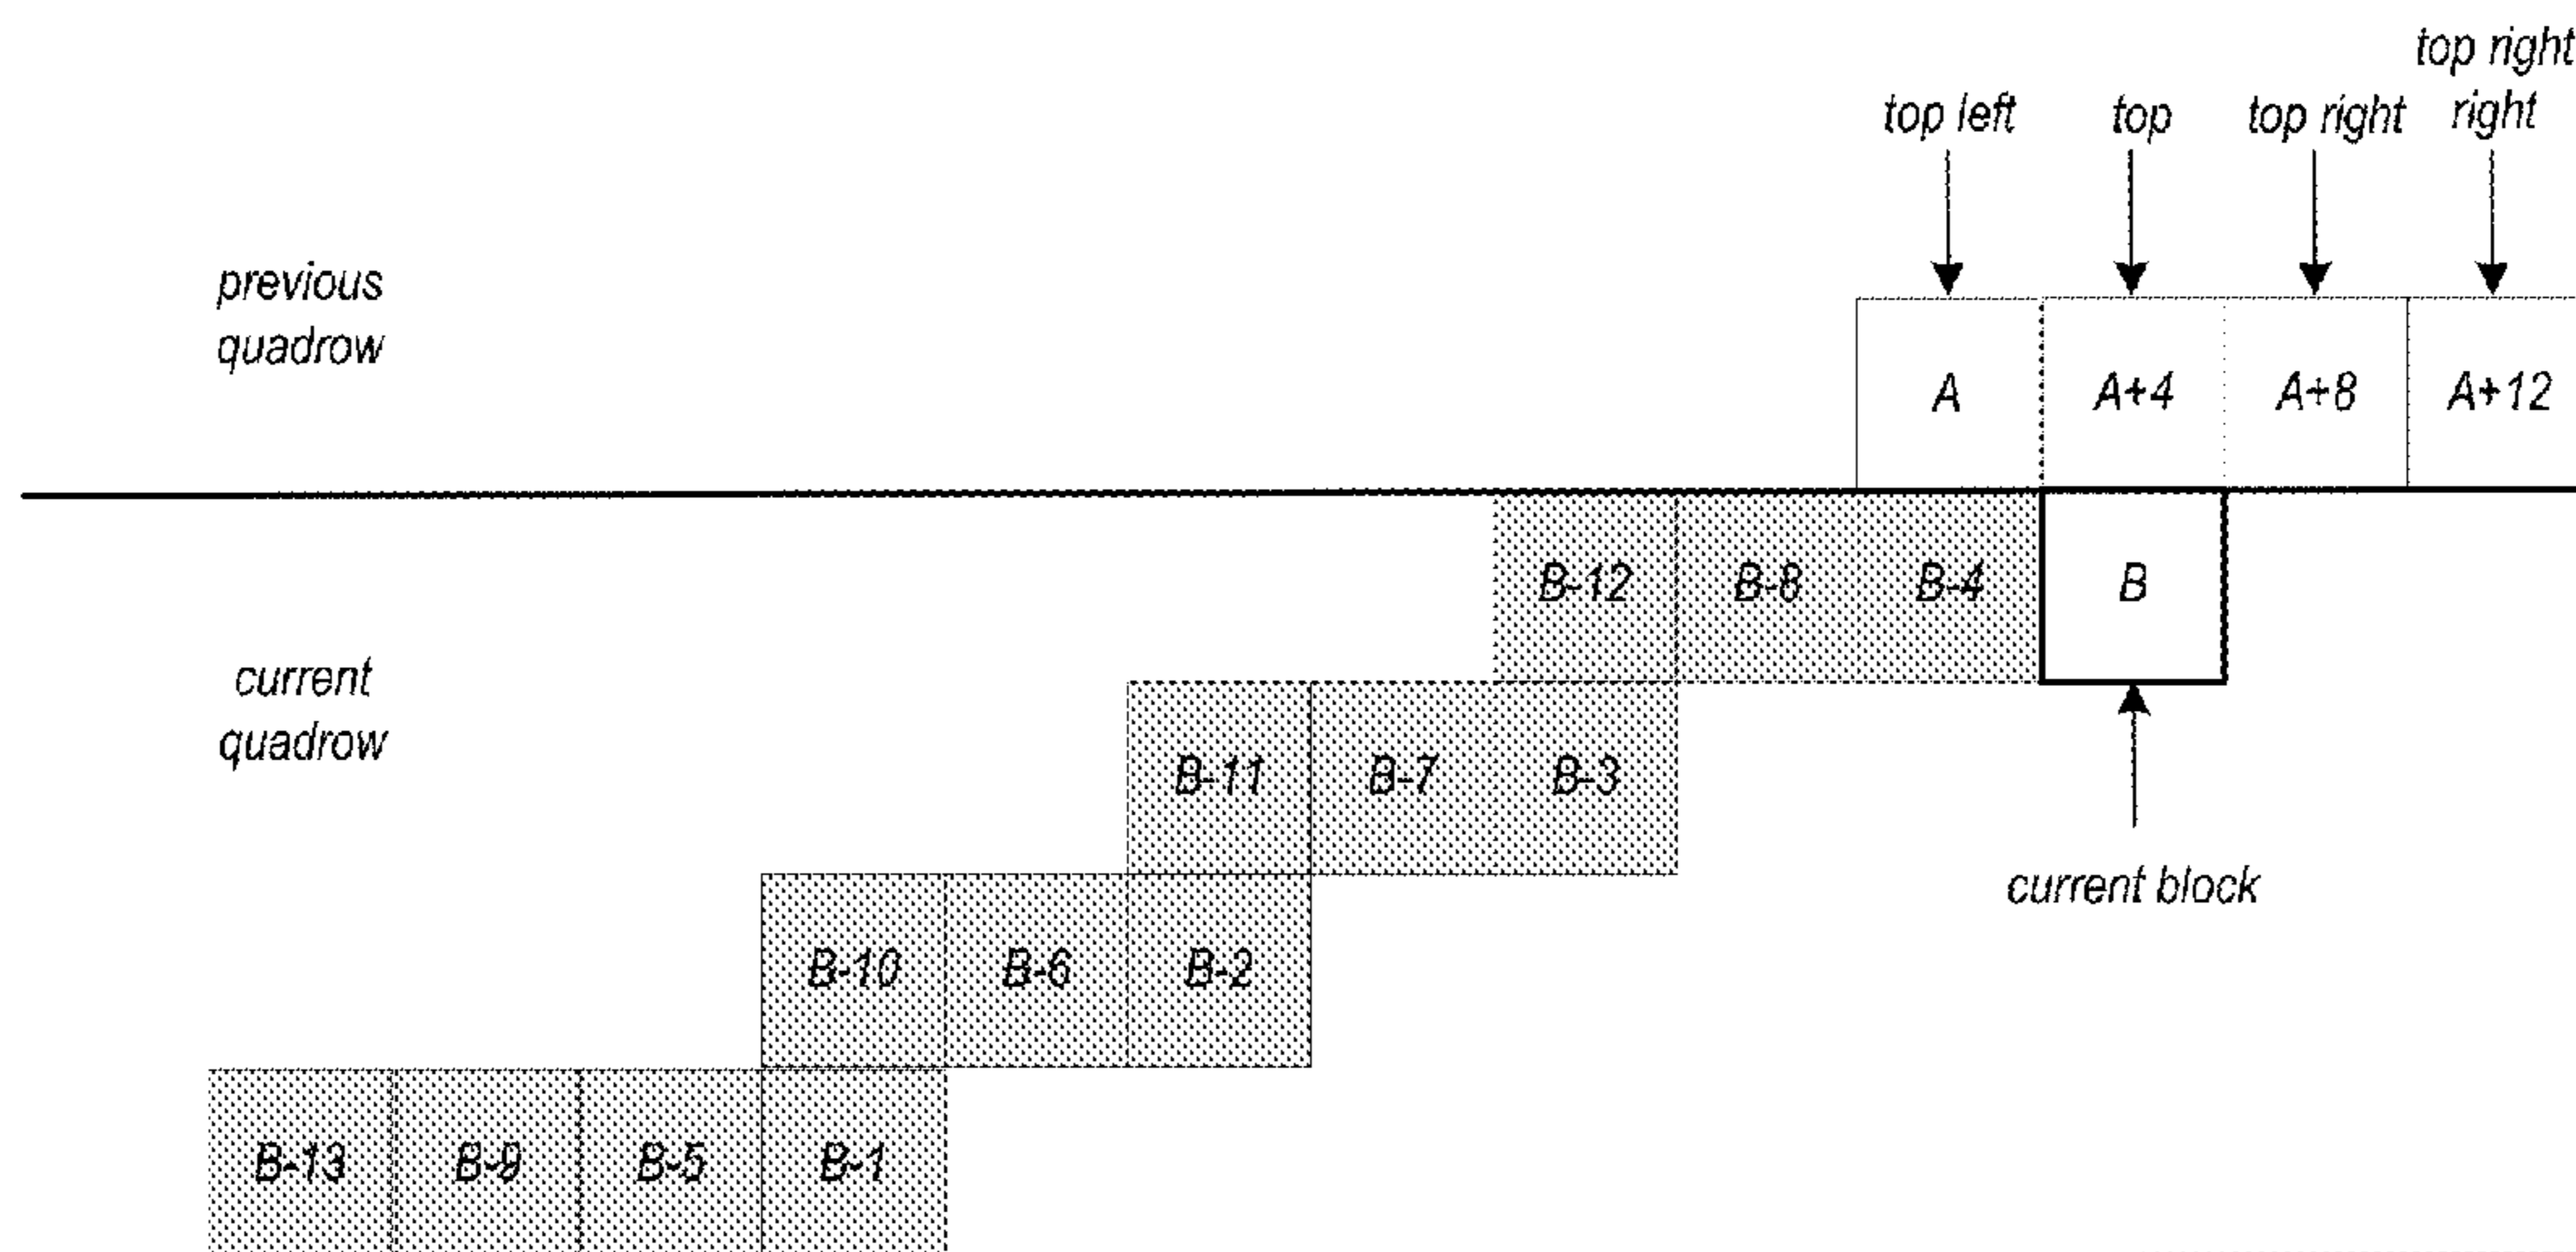 top right
top left top top right right
previous
quadrow
A A+4 A+8 A+12
B-12 B-8 B-4 B
current
quadrow
B-11 B-7 B-3
current block
B-10 B-6 B-2
B-13 B-9 B-5 B-1